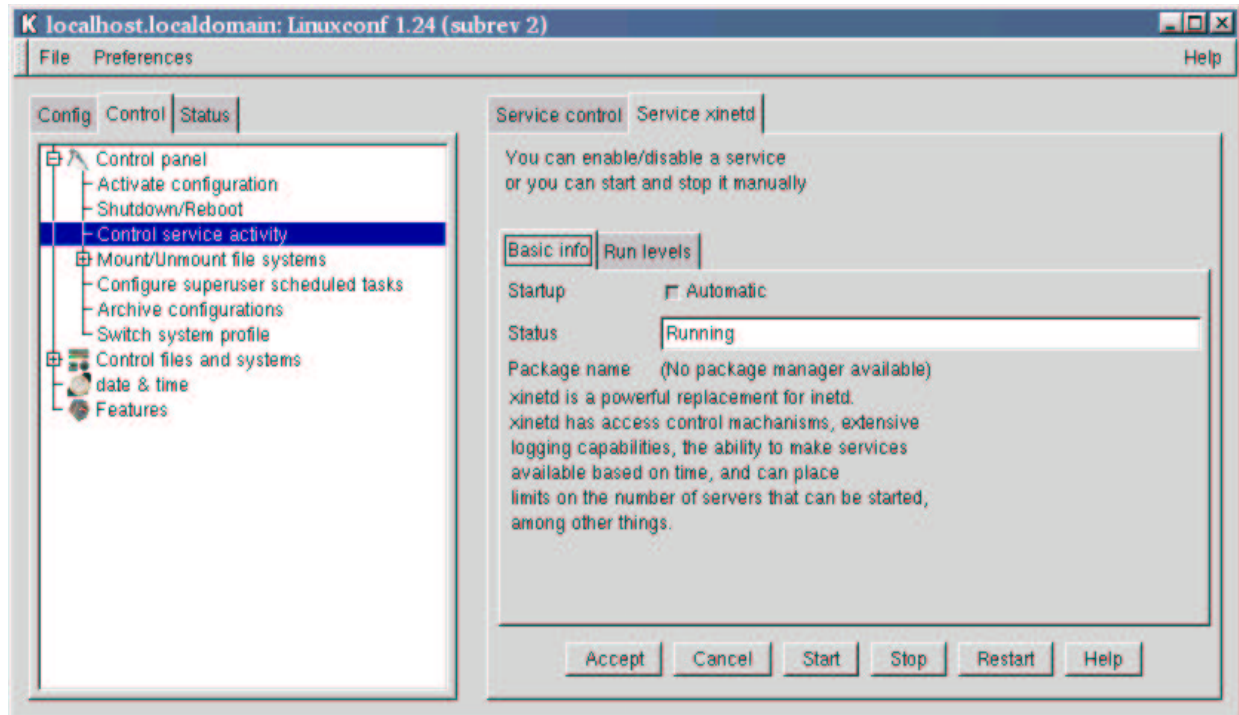 K localhost.localdomain: Linuxconf 1.24 (subrev 2)
File Preferences Help
Config Control Status
Control panel
Activate configuration
Shutdown/Reboot
Control service activity
Mount/Unmount file systems
Configure superuser scheduled tasks
Archive configurations
Switch system profile
Control files and systems
date & time
Features
Service control Service xinetd
You can enable/disable a service
or you can start and stop it manually
Basic info Run levels
Startup Automatic
Status Running
Package name (No package manager available)
xinetd is a powerful replacement for inetd.
xinetd has access control machanisms, extensive
logging capabilities, the ability to make services
available based on time, and can place
limits on the number of servers that can be started,
among other things.
Accept Cancel Start Stop Restart Help